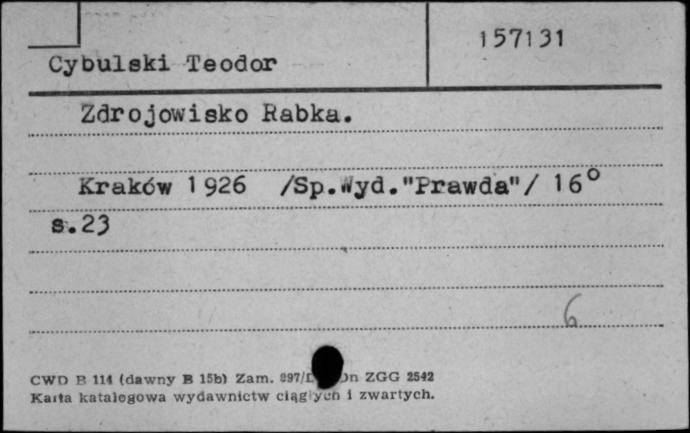 157131
Cybulski Teodor
Zdrojowisko Rabka.
Kraków 1926 /Sp.Wyd."Prawda"/ 16°
s.23
6
CWD B 114 (dawny B 15b) Zam. ZGG 2542
Karta katalogowa wydawnictw ciągłych i zwartych.